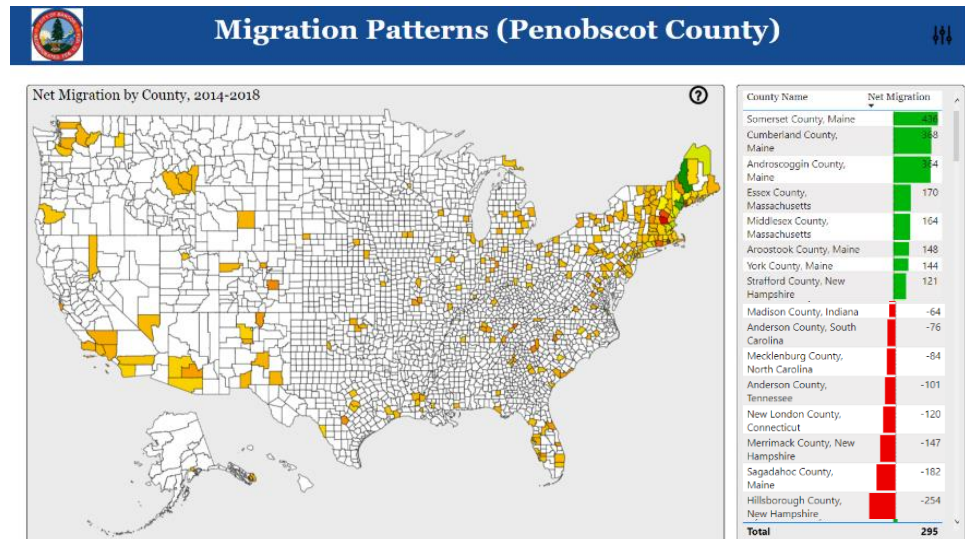 Migration Patterns (Penobscot County)
Net Migration by County, 2014-2018
County Name Net Migration
Somerset County, Maine 436
Cumberland County, 368
Maine
Androscoggin County, 364
Maine
Essex County, 170
Massachusetts
Middlesex County, 164
Massachusetts
Aroostook County, Maine 148
York County, Maine 144
Strafford County, New 121
Hampshire
Madison County, Indiana -64
Anderson County, South -76
Carolina
Mecklenburg County, -84
North Carolina
Anderson County, -101
Tennessee
New London County, -120
Connecticut
Merrimack County, New -147
Hampshire
Sagadahoc County, -182
Maine
Hillsborough County, -254
New Hampshire
Total 295